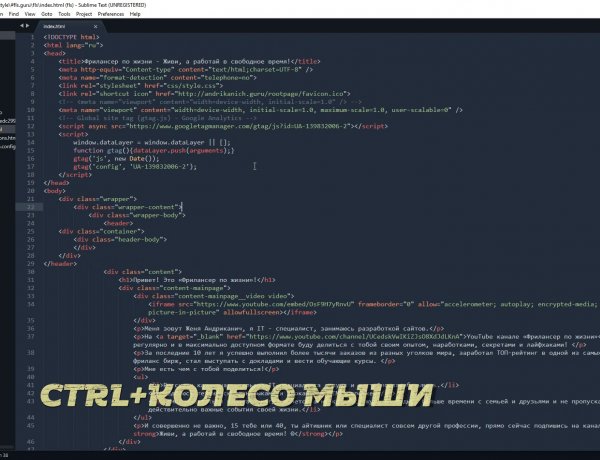 style\#ffs.guru\ffs\index.html (ffs) - Sublime Text (UNREGISTERED)
Find View Goto Tools Project Preferences Help
index.html
1 <!DOCTYPE html>
2 <html lang="ru">
3 <head>
4 <title>Фрилансер по жизни - Живи, а работай в свободное время!</title>
5 <meta http-equiv="Content-type" content="text/html;charset=UTF-8" />
6 <meta name="format-detection" content="telephone=no">
7 <link rel="stylesheet" href="css/style.css">
8 <link rel="shortcut icon" href="http://andrikanich.guru/rootpage/favicon.ico">
9 <!-- <meta name="viewport" content="width=device-width, initial-scale=1.0" /> -->
10 <meta name="viewport" content="width=device-width, initial-scale=1.0, maximum-scale=1.0, user-scalable=0" />
11 <!-- Global site tag (gtag.js) - Google Analytics -->
12 <script async src="https://www.googletagmanager.com/gtag/js?id=UA-139832006-2"></script>
13 <script>
14 window.dataLayer = window.dataLayer || [];
15 function gtag(){dataLayer.push(arguments);}
16 gtag('js', new Date());
17 gtag('config', 'UA-139832006-2');
18 </script>
19 </head>
20 <body>
21 <div class="wrapper">
22 <div class="wrapper-content">
23 <div class="wrapper-body">
24 <header>
25 <div class="container">
26 <div class="header-body">
27 </div>
28 </div>
29 </header>
30 <div class="content">
31 <h1>Привет! Это «Фрилансер по жизни»!</h1>
32 <div class="content-mainpage">
33 <div class="content-mainpage__video video">
34 <iframe src="https://www.youtube.com/embed/OsF9H7yRnvU" frameborder="0" allow="accelerometer; autoplay; encrypted-media;
picture-in-picture" allowfullscreen></iframe>
35 </div>
36 <p>Меня зовут Женя Андриканич, я IT - специалист, занимаюсь разработкой сайтов.</p>
37 <p>На <a target="_blank" href="https://www.youtube.com/channel/UCedskVwIKiZJsO8XdJdLKnA">YouTube канале «Фрилансер по жизни»
регулярно и в максимально доступном формате буду делиться с тобой своим опытом, наработками, секретами и лайфхаками!
38 <p>За последние 10 лет я успешно выполнил более тысячи заказов из разных уголков мира, заработал ТОП-рейтинг в одной из самых
фриланс бирж, стал выступать с докладами и вести обучающие курсы. </p>
39 <p>Мне есть с чем поделиться!</p>
40 <ul>
CTRL+КОЛЕСО МЫШИ
времени с семьей и друзьями и не пропускать
действительно важные события своей жизни.</li>
</ul>
45 <p>И совершенно не важно, 15 тебе или 40, ты айтишник или специалист совсем другой профессии, прямо сейчас подпишись на канал
strong>Живи, а работай в свободное время! ©</strong></p>
46 </div>
47 </div>